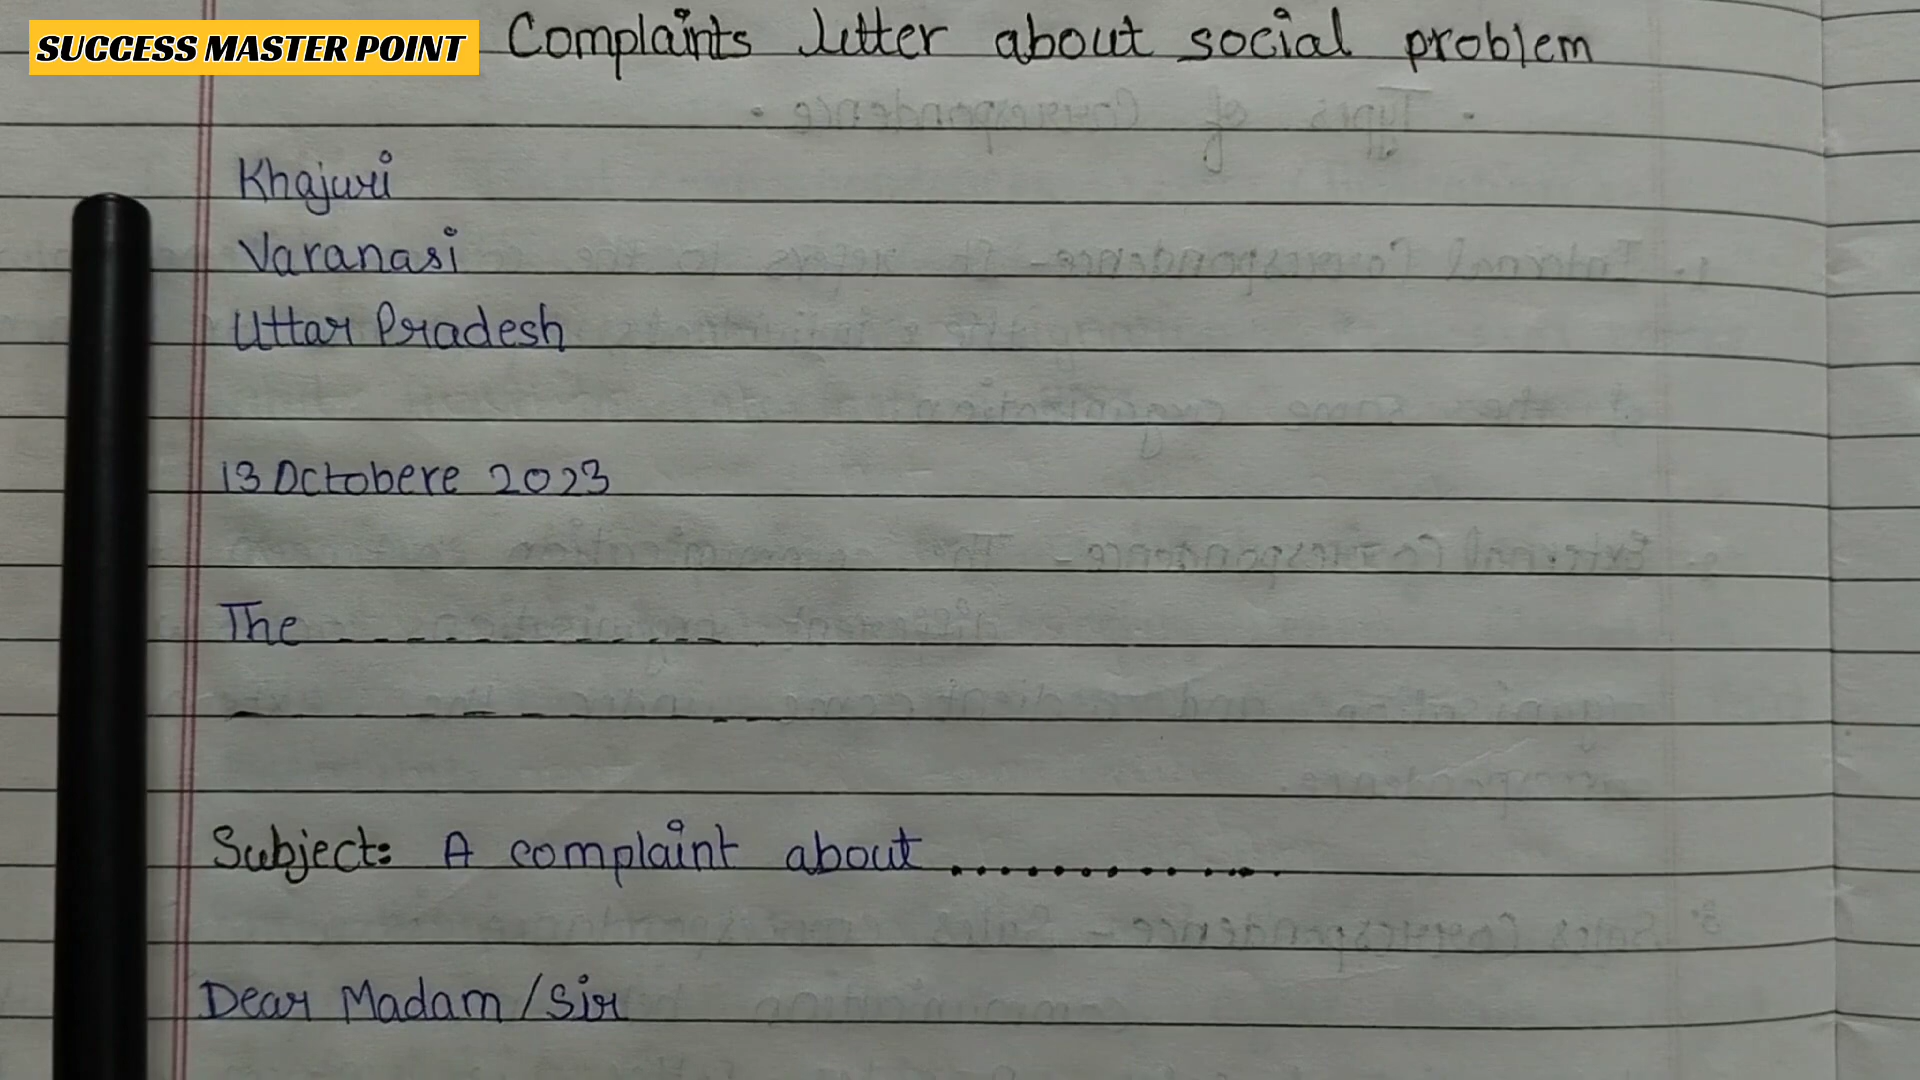 SUCCESS MASTER POINT
Complaints letter about social problem
Khajuri
Varanasi
Uttar Pradesh
13 Octobere 2023
The --------------
----------
Subject: A complaint about ..............
Dear Madam / Sir